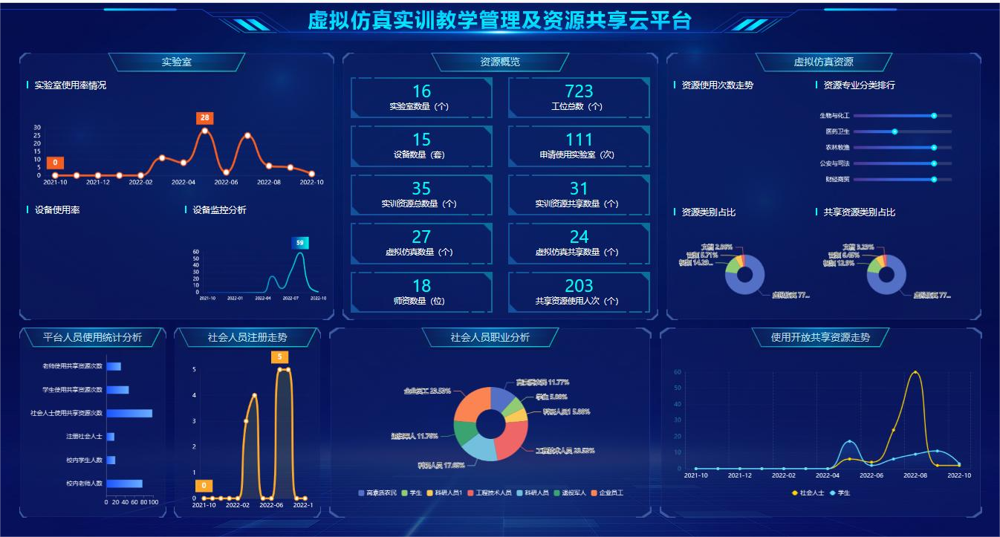 虚拟仿真实训教学管理及资源共享云平台
实验室
实验室使用率情况
28
0
30
25
20
15
10
5
0
2021-10 2021-12 2022-02 2022-04 2022-06 2022-08 2022-10
设备使用率
设备监控分析
59
60
50
40
30
20
10
0
2021-10 2022-01 2022-04 2022-07 2022-10
资源概览
16
实验室数量（个）
723
工位总数（个）
15
设备数量（套）
111
申请使用实验室（次）
35
实训资源总数量（个）
31
实训资源共享数量（个）
27
虚拟仿真数量（个）
24
虚拟仿真共享数量（个）
18
师资数量（位）
203
共享资源使用人次（个）
虚拟仿真资源
资源使用次数走势
资源专业分类排行
生物与化工
医药卫生
农林牧渔
公安与司法
财经商贸
资源类别占比
文档 2.86%
音频 5.71%
视频 14.29...
虚拟仿真 77...
共享资源类别占比
文档 3.23%
音频 6.45%
视频 12.9%
虚拟仿真 77...
平台人员使用统计分析
老师使用共享资源次数
学生使用共享资源次数
社会人士使用共享资源次数
注册社会人士
校内学生人数
校内老师人数
0 20 40 60 80 100
社会人员注册走势
5
0
5
4
3
2
1
0
2021-10 2022-02 2022-06 2022-1
社会人员职业分析
高素质农民 11.77%
学生 5.88%
科研人员1 5.88%
工程技术人员 23.53%
科研人员 17.65%
退役军人 11.76%
企业员工 23.53%
高素质农民 学生 科研人员1 工程技术人员 科研人员 退役军人 企业员工
使用开放共享资源走势
60
50
40
30
20
10
0
2021-10 2021-12 2022-02 2022-04 2022-06 2022-08 2022-10
社会人士 学生